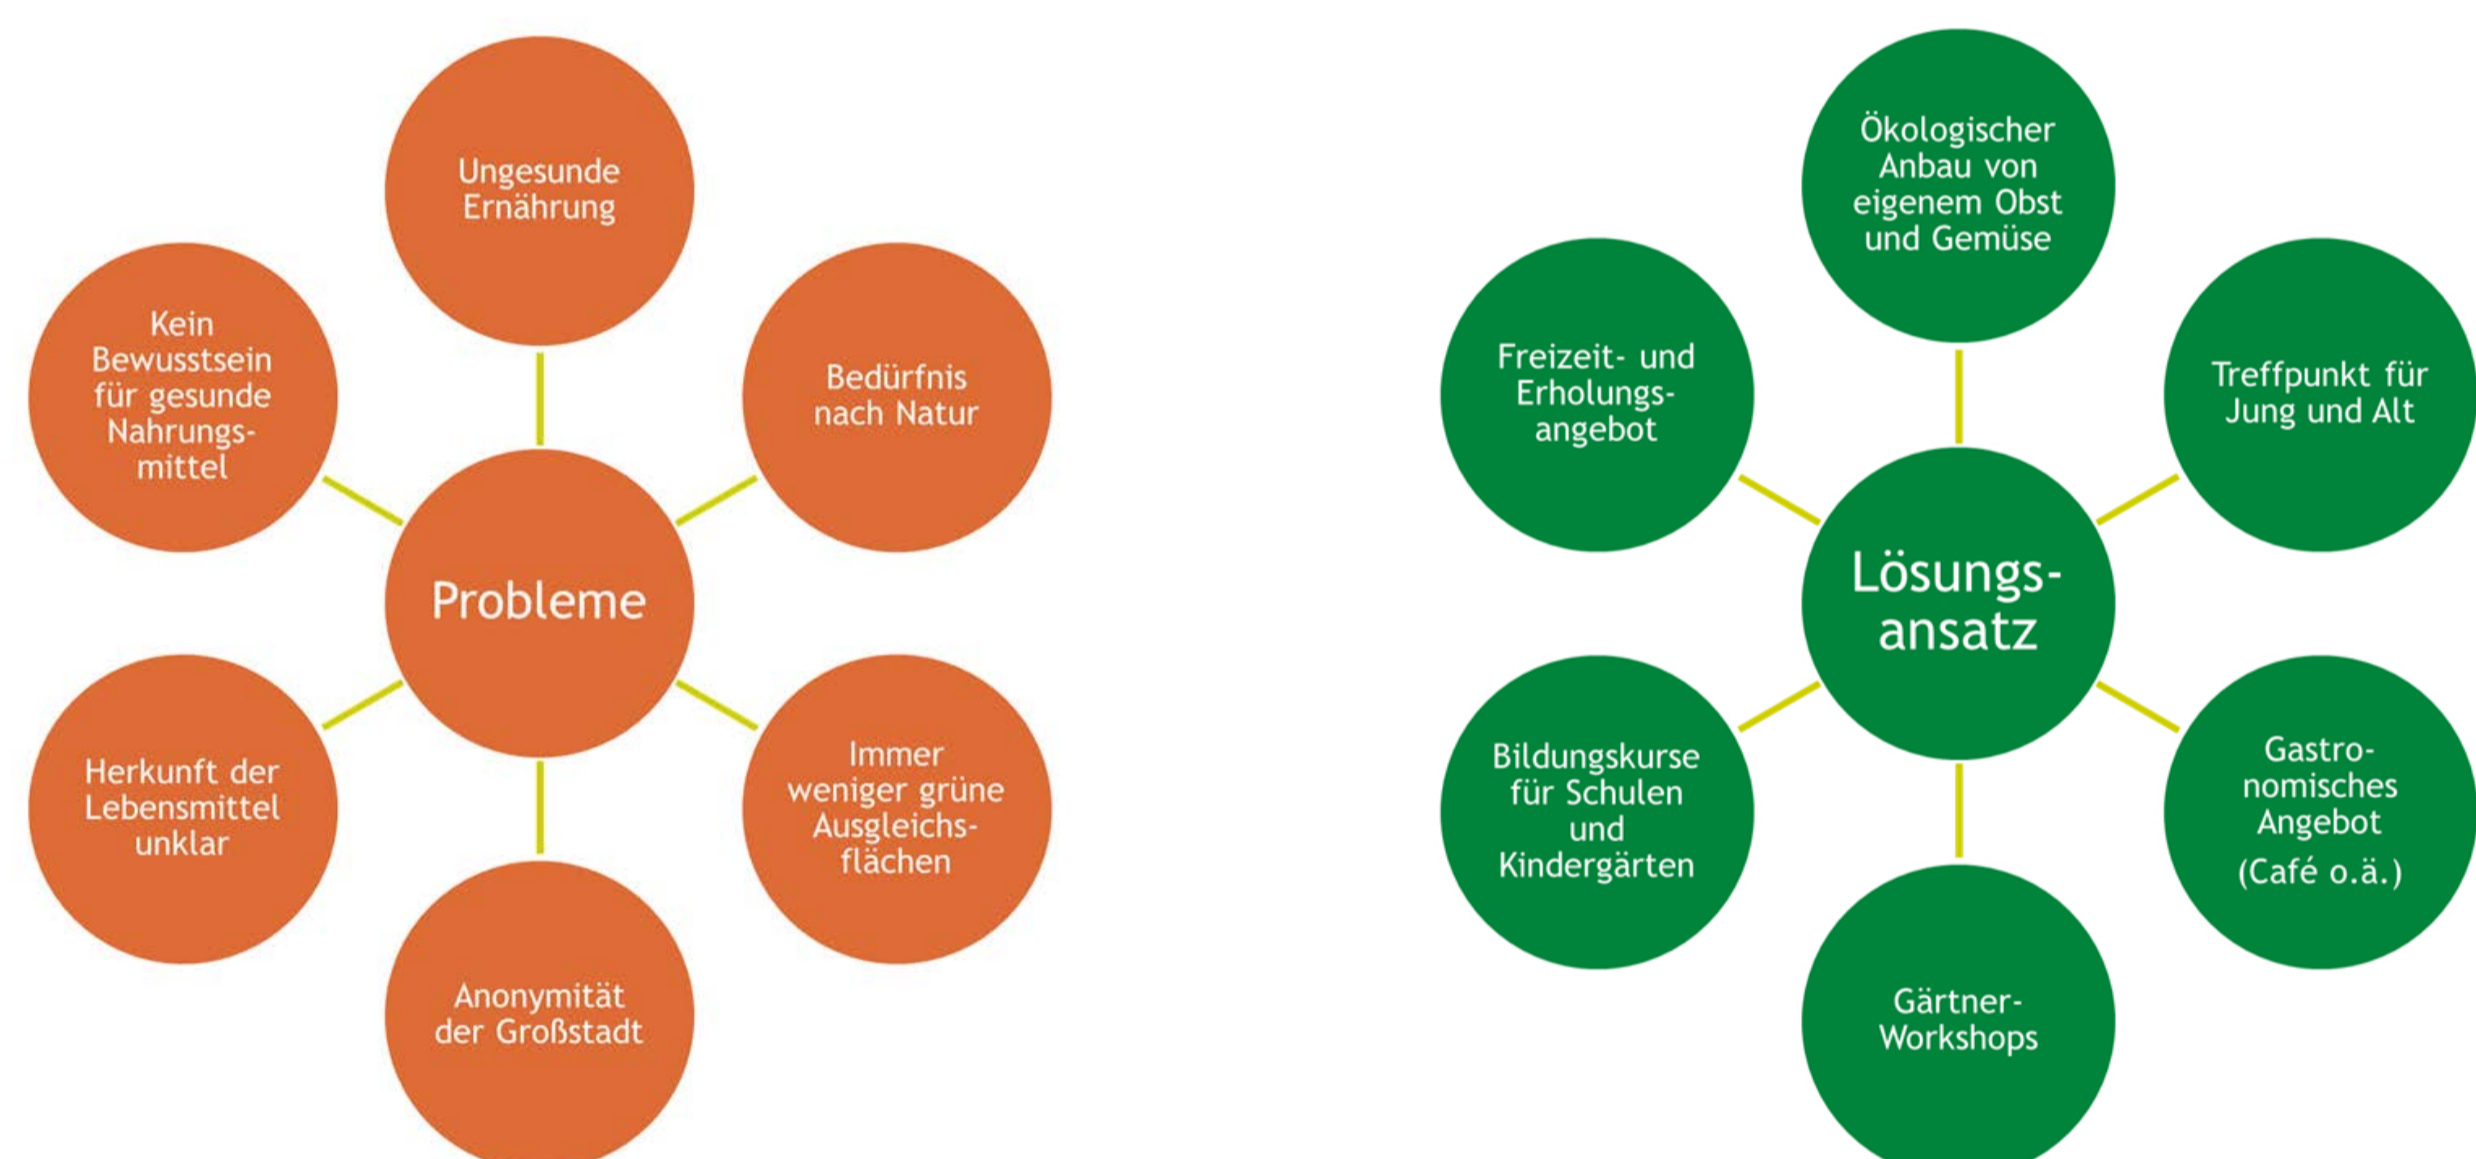 Ungesunde
Ernährung
Bedürfnis
nach Natur
Immer
weniger grüne
Ausgleichs-
flächen
Anonymität
der Großstadt
Herkunft der
Lebensmittel
unklar
Kein
Bewusstsein
für gesunde
Nahrungs-
mittel
Probleme
Ökologischer
Anbau von
eigenem Obst
und Gemüse
Treffpunkt für
Jung und Alt
Gastro-
nomisches
Angebot
(Café o.ä.)
Gärtner-
Workshops
Bildungskurse
für Schulen
und
Kindergärten
Freizeit- und
Erholungs-
angebot
Lösungs-
ansatz